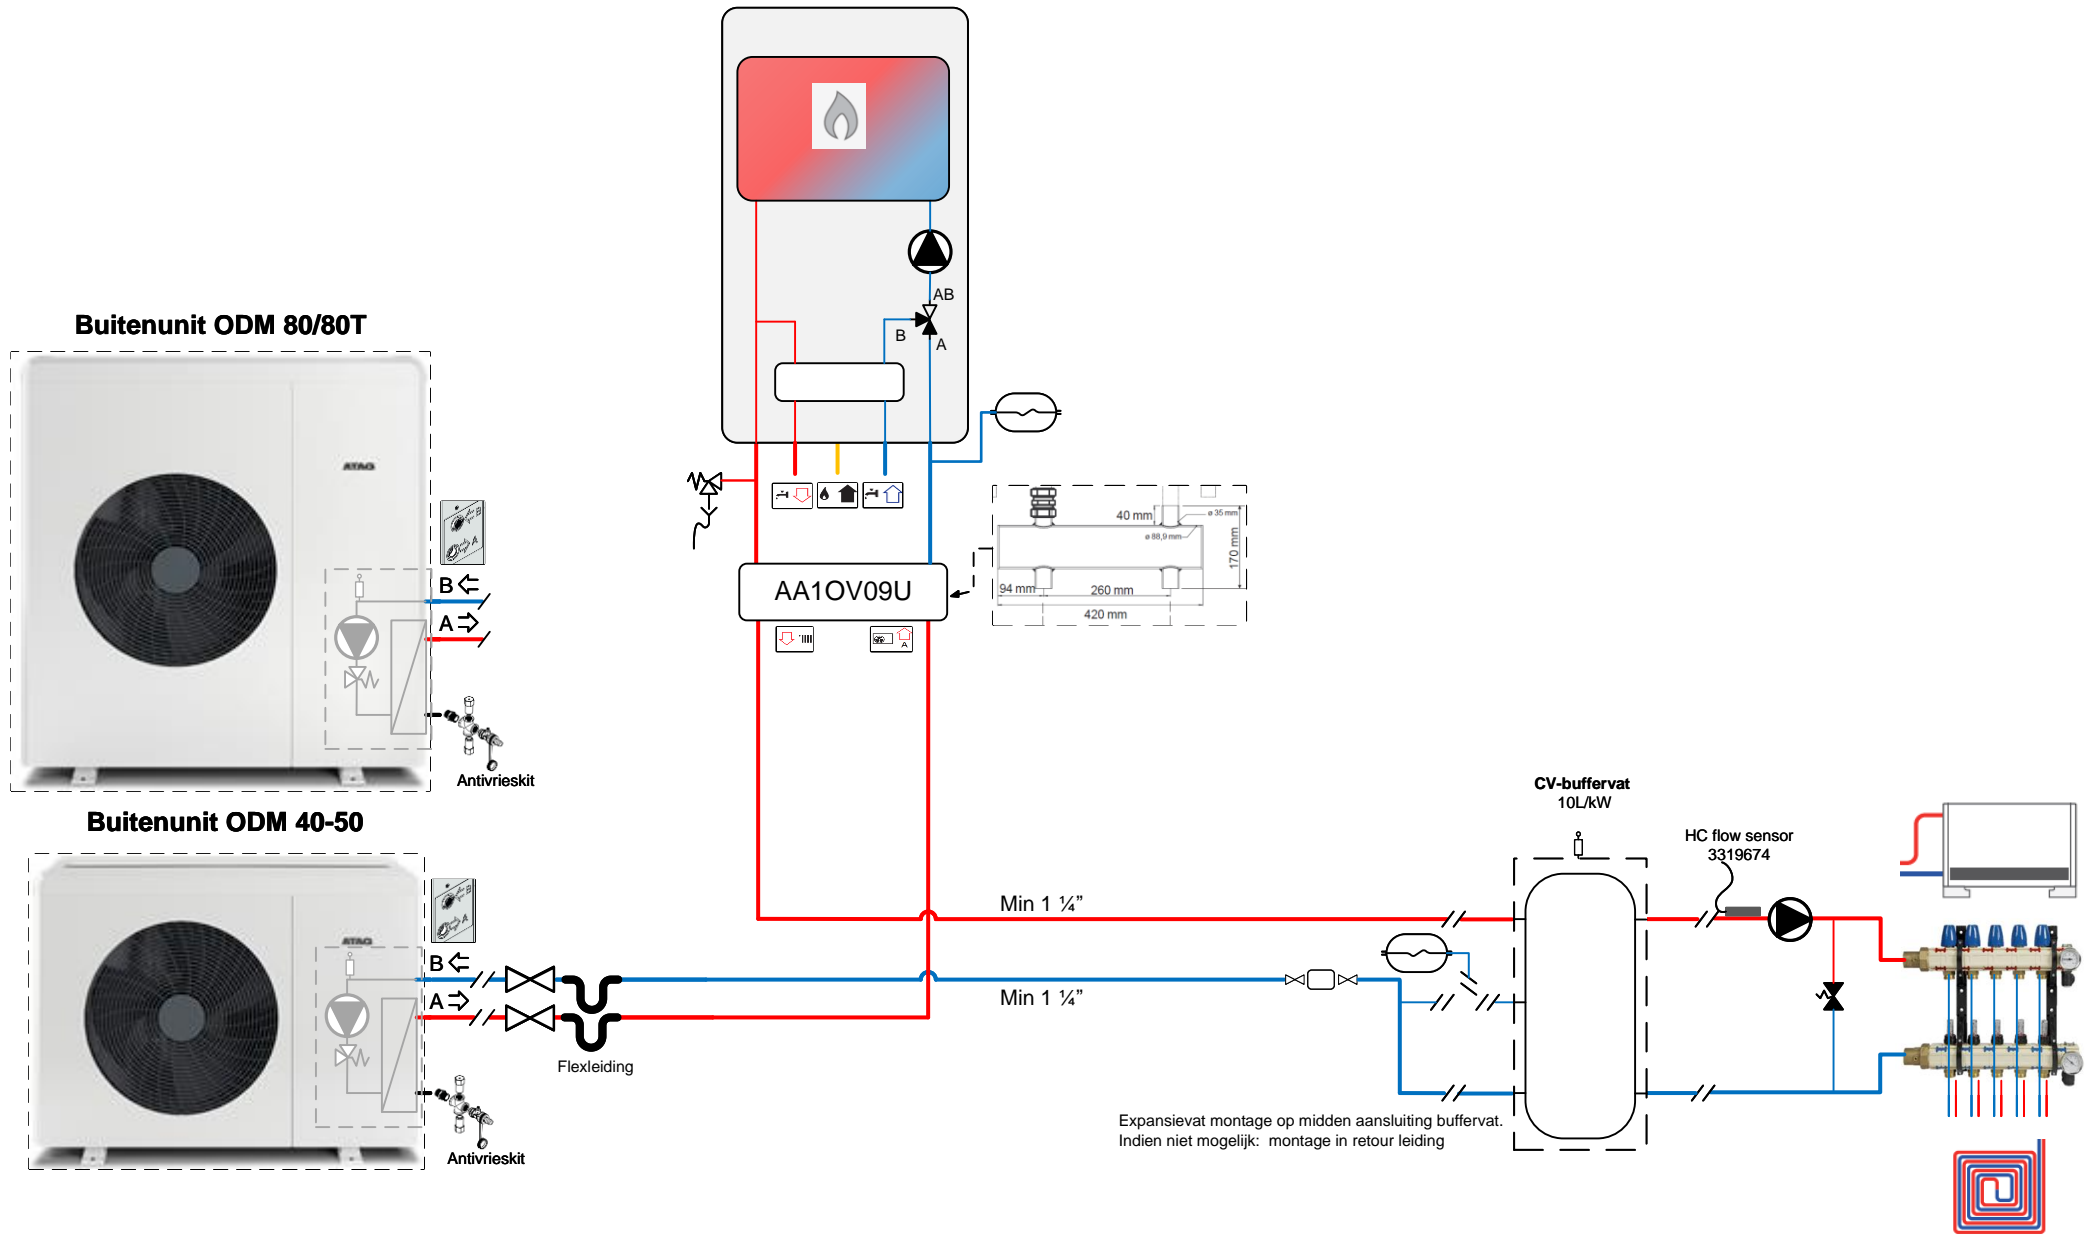 AB
B
A
Buitenunit ODM 80/80T
ATAG
B
A
B
A
Antivrieskit
40 mm
ø 35 mm
ø 88,9 mm
170 mm
94 mm
260 mm
420 mm
AA1OV09U
A
Buitenunit ODM 40-50
ATAG
B
A
B
A
Flexleiding
Antivrieskit
Min 1 ¼”
Min 1 ¼”
CV-buffervat
10L/kW
HC flow sensor
3319674
Expansievat montage op midden aansluiting buffervat.
Indien niet mogelijk: montage in retour leiding